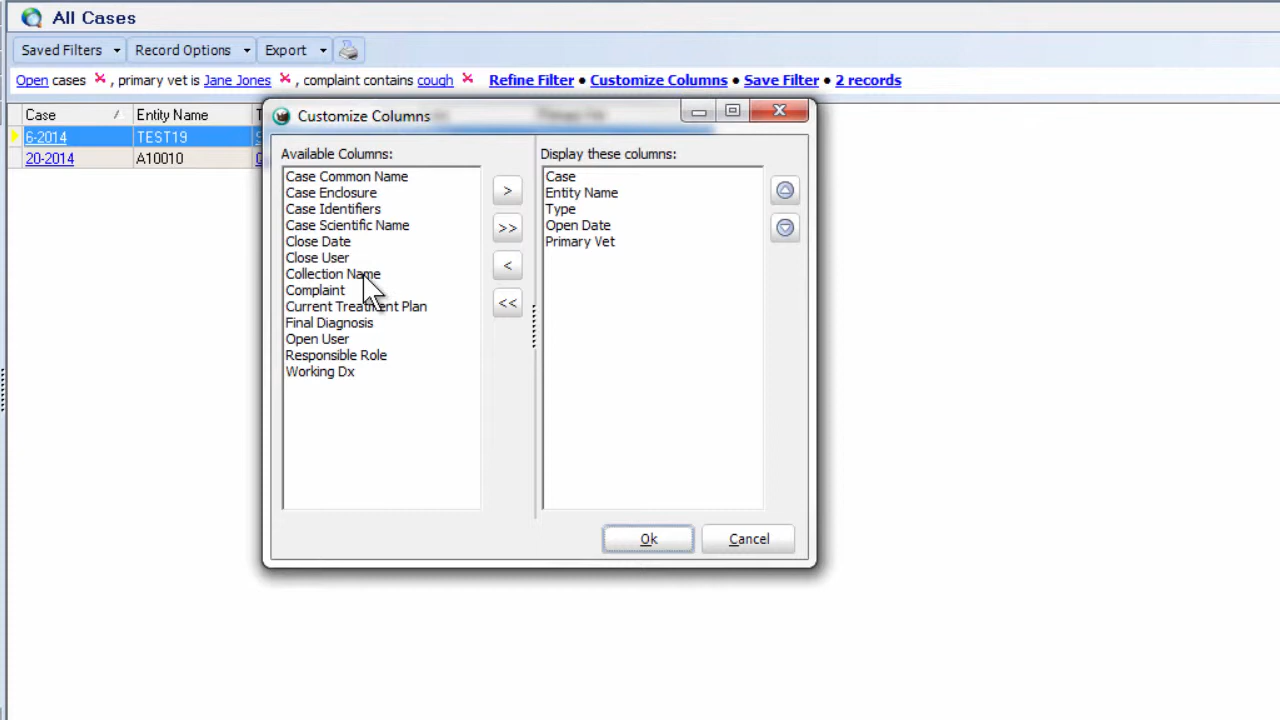 All Cases
Saved Filters Record Options Export
Open cases , primary vet is Jane Jones , complaint contains cough Refine Filter • Customize Columns • Save Filter • 2 records
Case Entity Name
6-2014 TEST19
20-2014 A10010
Customize Columns
Available Columns:
Case Common Name
Case Enclosure
Case Identifiers
Case Scientific Name
Close Date
Close User
Collection Name
Complaint
Current Treatment Plan
Final Diagnosis
Open User
Responsible Role
Working Dx
>
>>
<
<<
Display these columns:
Case
Entity Name
Type
Open Date
Primary Vet
Ok Cancel